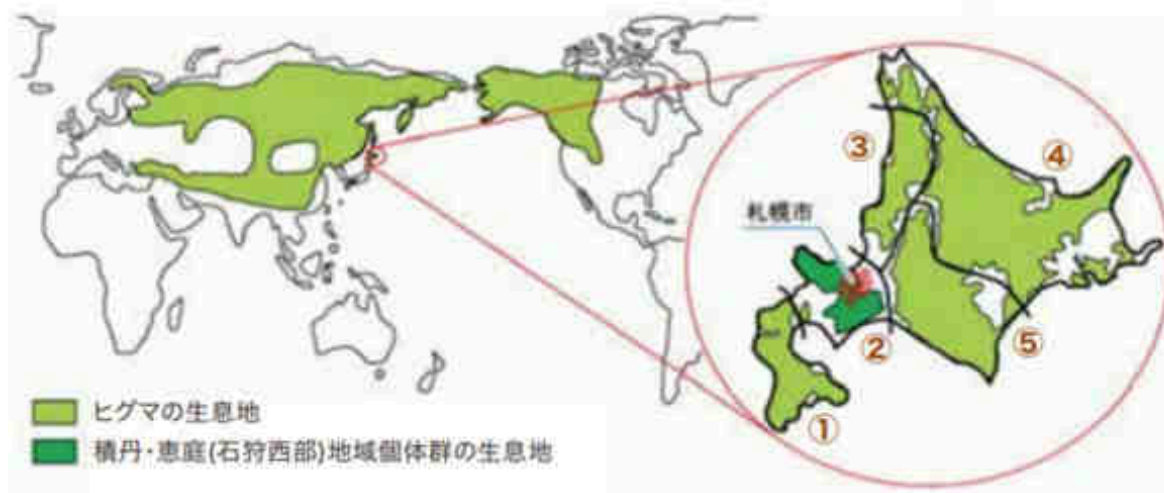 札幌市
③
④
②
⑤
①
ヒグマの生息地
積丹・恵庭(石狩西部)地域個体群の生息地